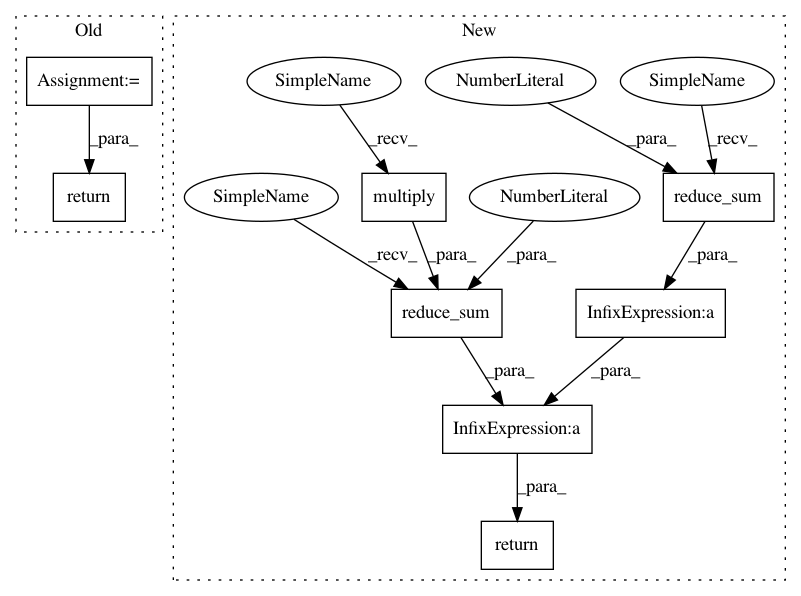 Old
New
Assignment:=
SimpleName
NumberLiteral
SimpleName
_para_
_recv_
_para_
_recv_
return
SimpleName
multiply
NumberLiteral
reduce_sum
_recv_
_para_
_para_
_para_
reduce_sum
InfixExpression:a
_para_
_para_
InfixExpression:a
_para_
return